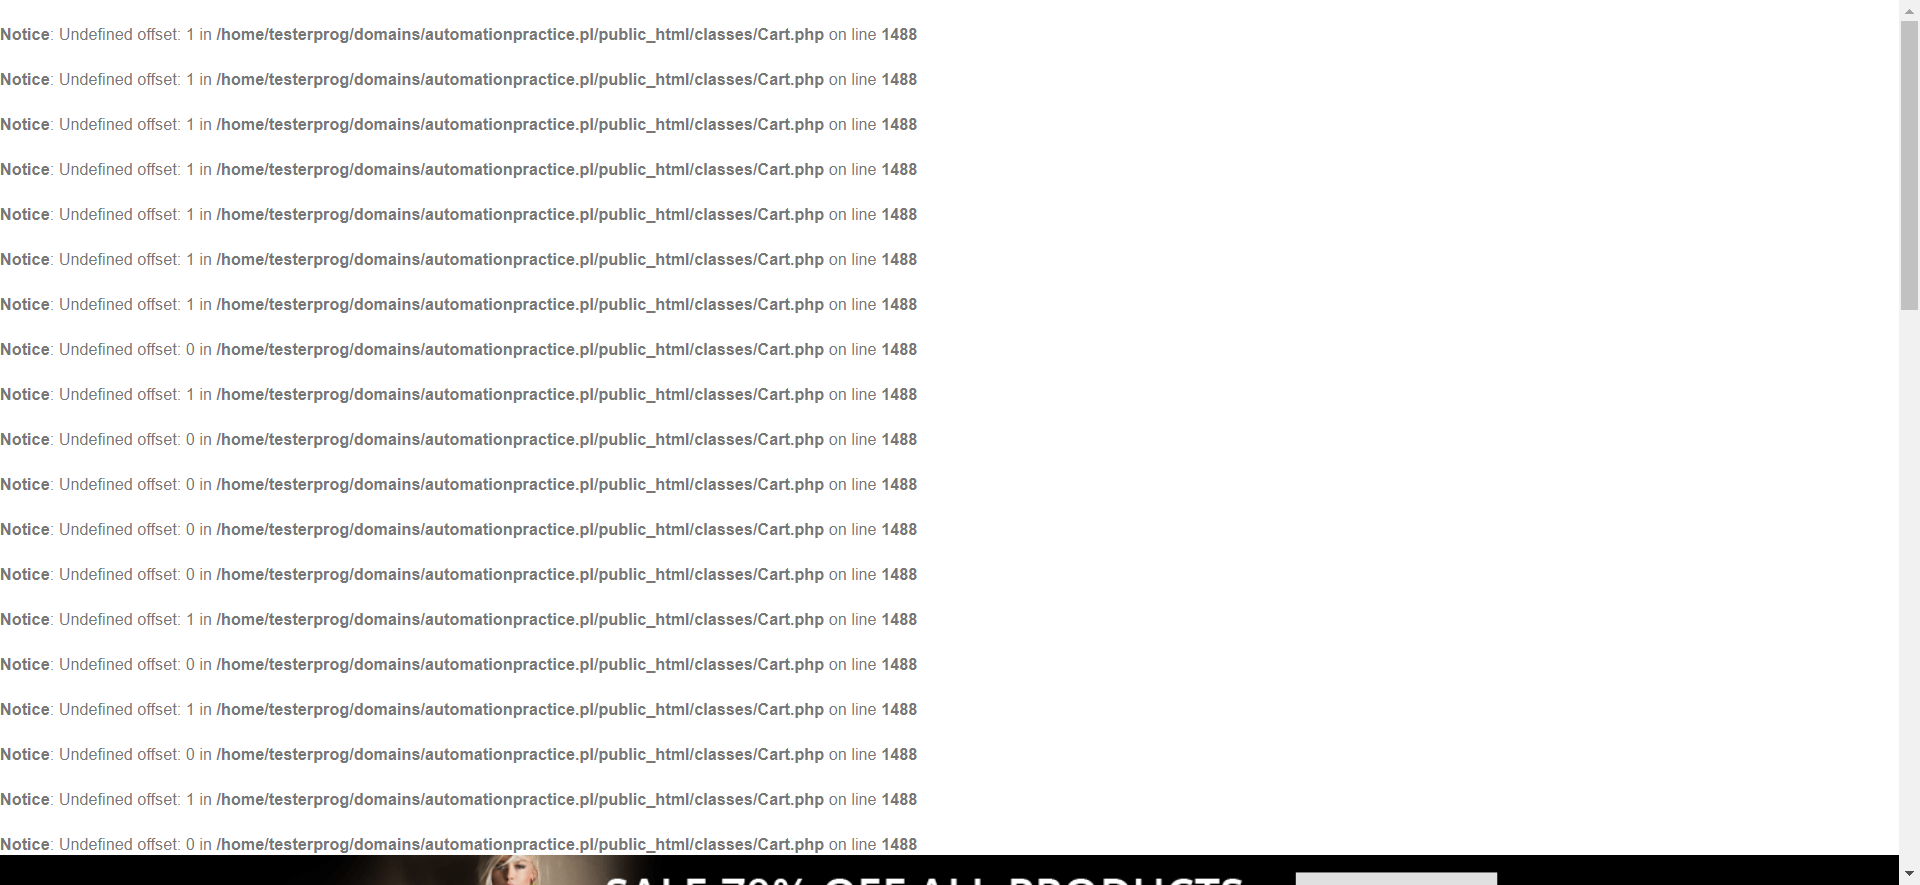 Notice: Undefined offset: 1 in /home/testerprog/domains/automationpractice.pl/public_html/classes/Cart.php on line 1488
Notice: Undefined offset: 1 in /home/testerprog/domains/automationpractice.pl/public_html/classes/Cart.php on line 1488
Notice: Undefined offset: 1 in /home/testerprog/domains/automationpractice.pl/public_html/classes/Cart.php on line 1488
Notice: Undefined offset: 1 in /home/testerprog/domains/automationpractice.pl/public_html/classes/Cart.php on line 1488
Notice: Undefined offset: 1 in /home/testerprog/domains/automationpractice.pl/public_html/classes/Cart.php on line 1488
Notice: Undefined offset: 1 in /home/testerprog/domains/automationpractice.pl/public_html/classes/Cart.php on line 1488
Notice: Undefined offset: 1 in /home/testerprog/domains/automationpractice.pl/public_html/classes/Cart.php on line 1488
Notice: Undefined offset: 0 in /home/testerprog/domains/automationpractice.pl/public_html/classes/Cart.php on line 1488
Notice: Undefined offset: 1 in /home/testerprog/domains/automationpractice.pl/public_html/classes/Cart.php on line 1488
Notice: Undefined offset: 0 in /home/testerprog/domains/automationpractice.pl/public_html/classes/Cart.php on line 1488
Notice: Undefined offset: 0 in /home/testerprog/domains/automationpractice.pl/public_html/classes/Cart.php on line 1488
Notice: Undefined offset: 0 in /home/testerprog/domains/automationpractice.pl/public_html/classes/Cart.php on line 1488
Notice: Undefined offset: 0 in /home/testerprog/domains/automationpractice.pl/public_html/classes/Cart.php on line 1488
Notice: Undefined offset: 1 in /home/testerprog/domains/automationpractice.pl/public_html/classes/Cart.php on line 1488
Notice: Undefined offset: 0 in /home/testerprog/domains/automationpractice.pl/public_html/classes/Cart.php on line 1488
Notice: Undefined offset: 1 in /home/testerprog/domains/automationpractice.pl/public_html/classes/Cart.php on line 1488
Notice: Undefined offset: 0 in /home/testerprog/domains/automationpractice.pl/public_html/classes/Cart.php on line 1488
Notice: Undefined offset: 1 in /home/testerprog/domains/automationpractice.pl/public_html/classes/Cart.php on line 1488
Notice: Undefined offset: 0 in /home/testerprog/domains/automationpractice.pl/public_html/classes/Cart.php on line 1488
SALE 70% OFF ALL PRODUCTS